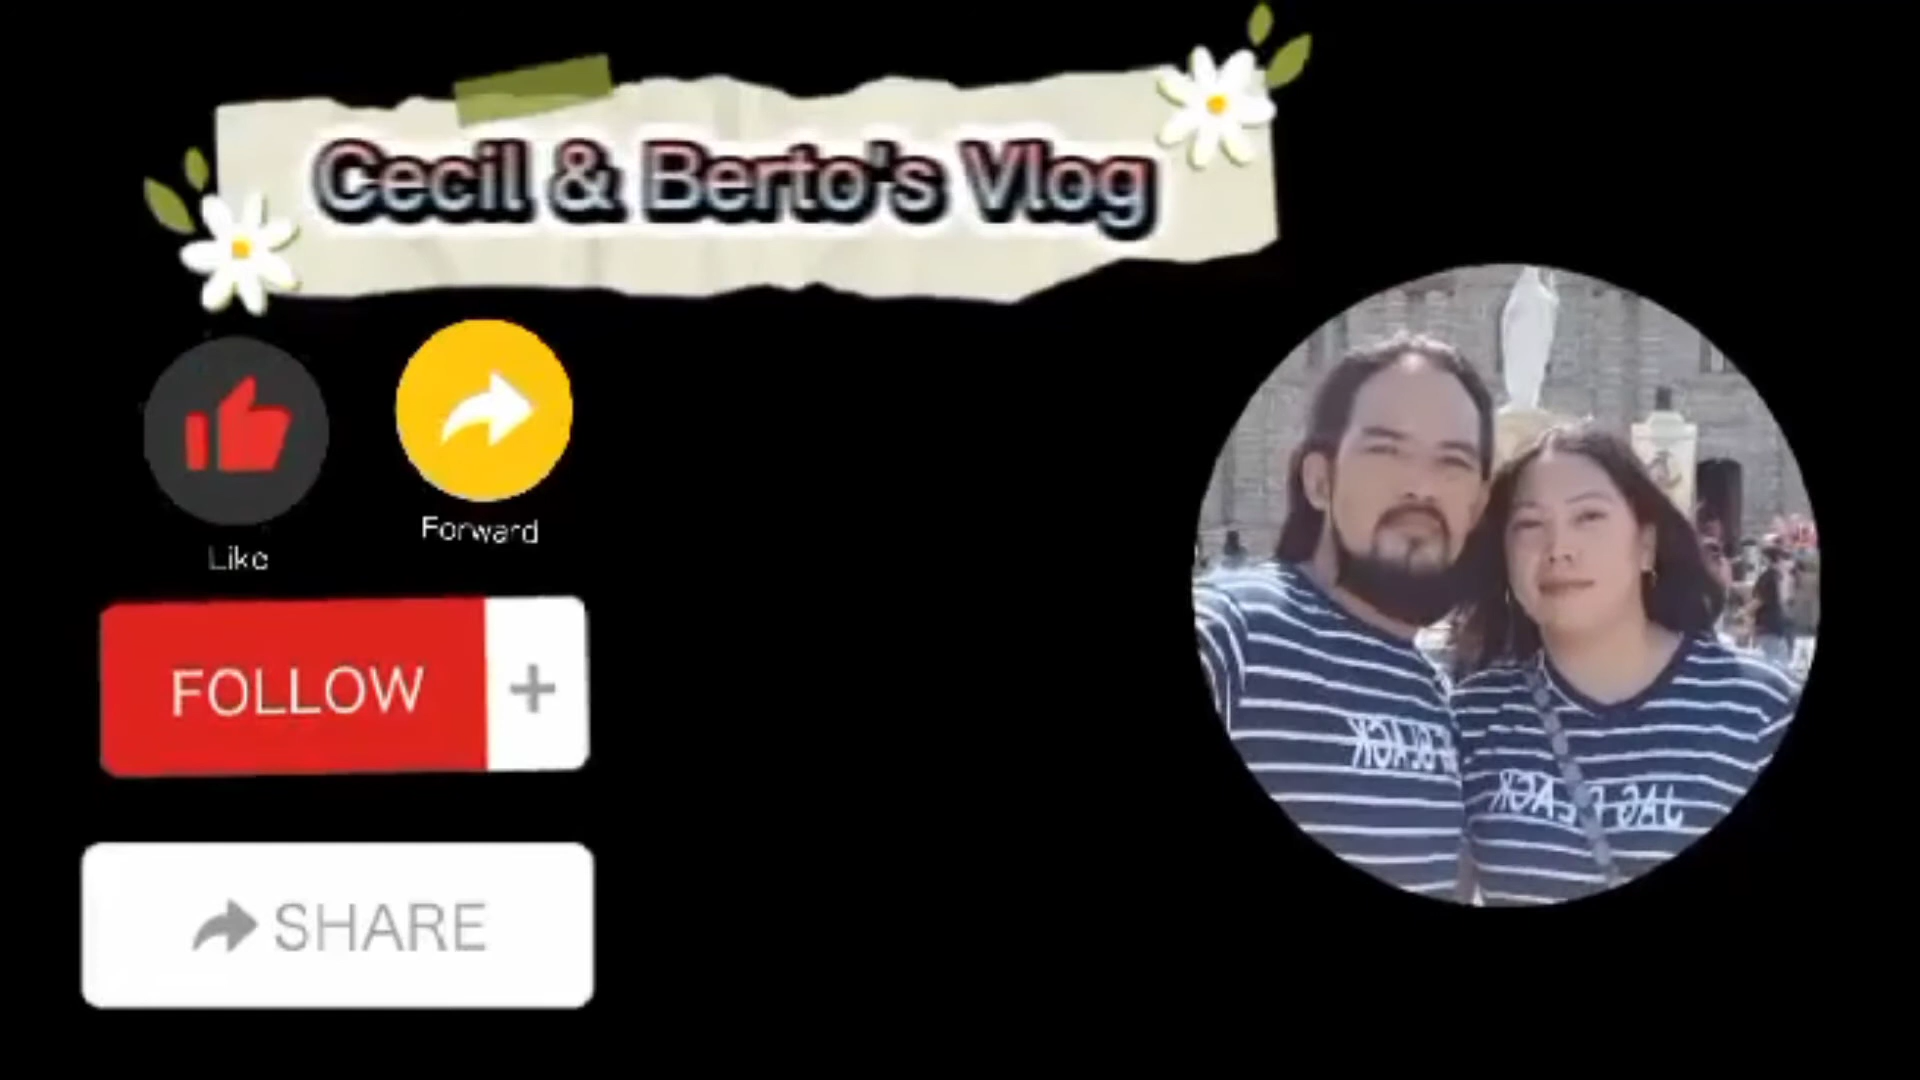 Cecil & Berto's Vlog
Like
Forward
FOLLOW +
SHARE